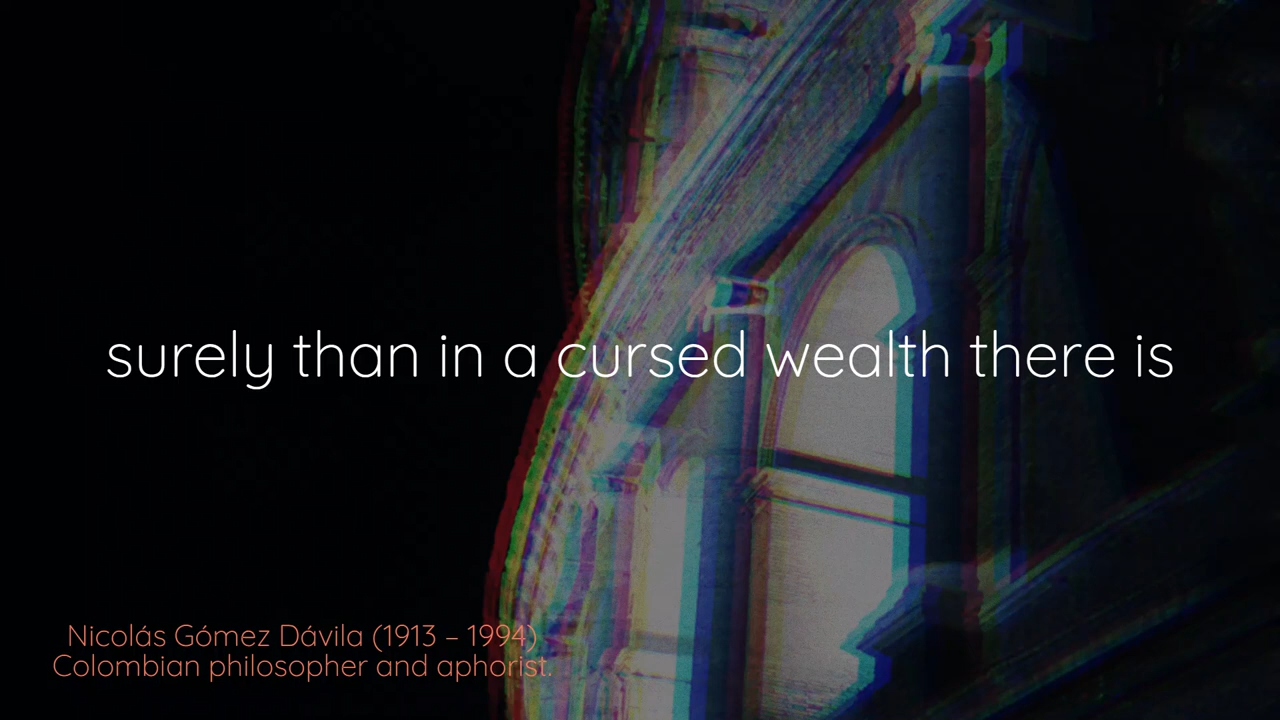 surely than in a cursed wealth there is
Nicolás Gómez Dávila (1913 – 1994)
Colombian philosopher and aphorist.